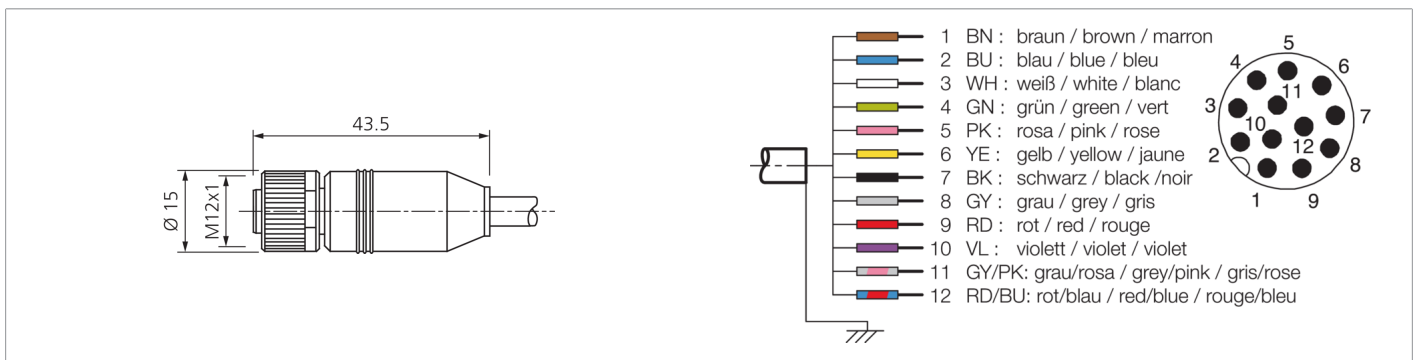 43.5
Ø 15
M12x1
1 BN : braun / brown / marron
2 BU : blau / blue / bleu
3 WH : weiß / white / blanc
4 GN : grün / green / vert
5 PK : rosa / pink / rose
6 YE : gelb / yellow / jaune
7 BK : schwarz / black /noir
8 GY : grau / grey / gris
9 RD : rot / red / rouge
10 VL : violett / violet / violet
11 GY/PK: grau/rosa / grey/pink / gris/rose
12 RD/BU: rot/blau / red/blue / rouge/bleu
5
4
6
11
3
7
10
12
2
8
1
9